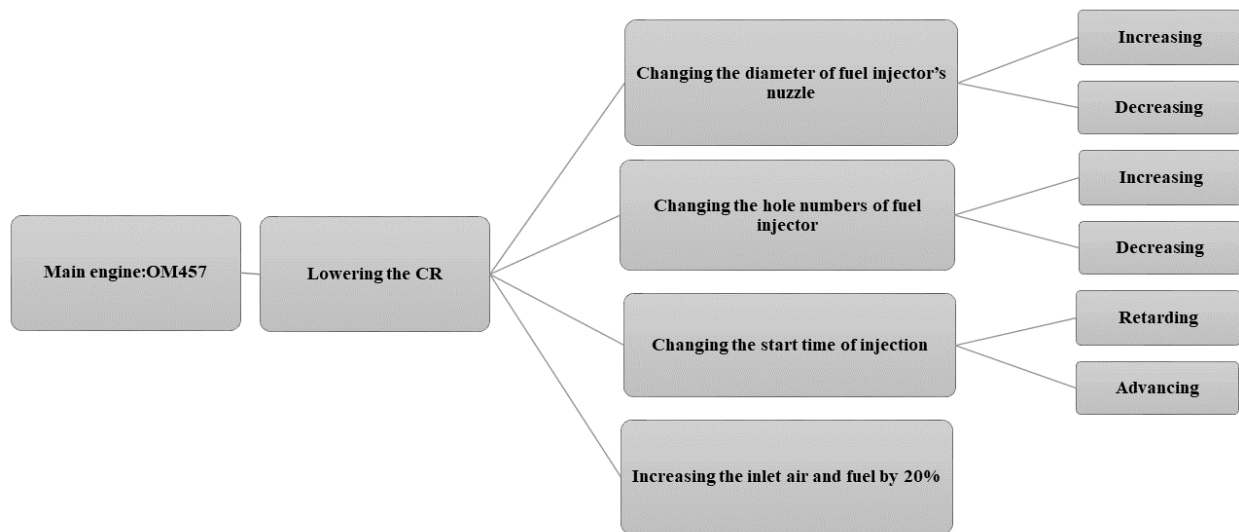 Main engine:OM457
Lowering the CR
Changing the diameter of fuel injector’s
nuzzle
Increasing
Decreasing
Changing the hole numbers of fuel
injector
Increasing
Decreasing
Changing the start time of injection
Retarding
Advancing
Increasing the inlet air and fuel by 20%